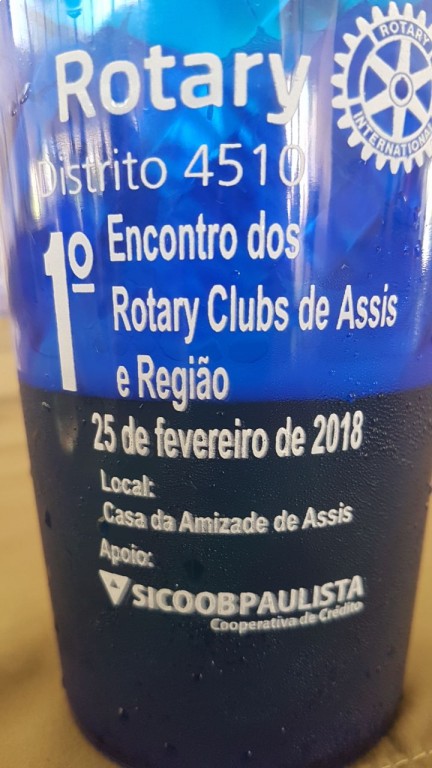 Rotary
ROTARY
INTERNATIONAL
Distrito 4510
1º Encontro dos
Rotary Clubs de Assis
e Região
25 de fevereiro de 2018
Local:
Casa da Amizade de Assis
Apoio:
SICOOBPAULISTA
Cooperativa de Crédito